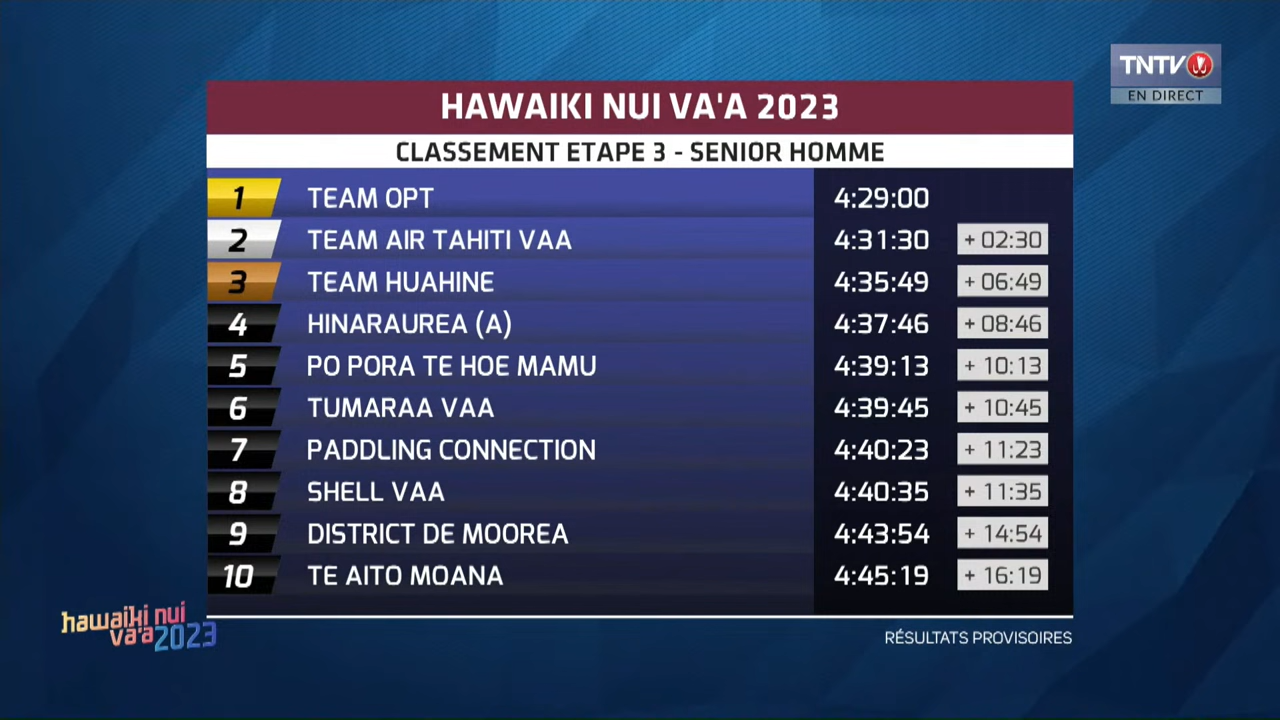 TNTV
EN DIRECT
HAWAIKI NUI VA'A 2023
CLASSEMENT ETAPE 3 - SENIOR HOMME
1 TEAM OPT 4:29:00
2 TEAM AIR TAHITI VAA 4:31:30 + 02:30
3 TEAM HUAHINE 4:35:49 + 06:49
4 HINARAUREA (A) 4:37:46 + 08:46
5 PO PORA TE HOE MAMU 4:39:13 + 10:13
6 TUMARAA VAA 4:39:45 + 10:45
7 PADDLING CONNECTION 4:40:23 + 11:23
8 SHELL VAA 4:40:35 + 11:35
9 DISTRICT DE MOOREA 4:43:54 + 14:54
10 TE AITO MOANA 4:45:19 + 16:19
hawaiki nui
va'a 2023
RÉSULTATS PROVISOIRES